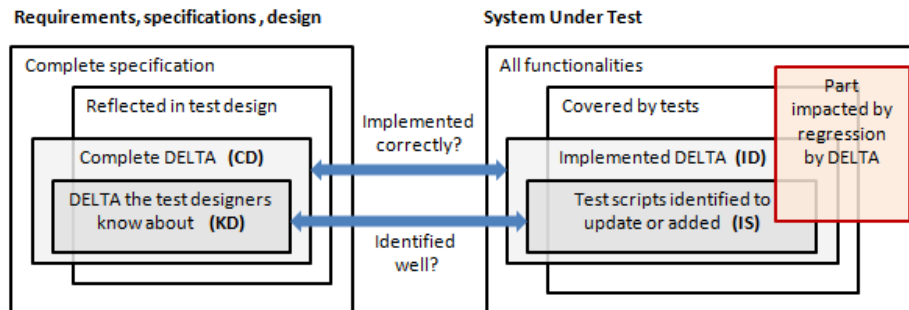 Requirements, specifications, design
System Under Test
Complete specification
Reflected in test design
Complete DELTA (CD)
DELTA the test designers
know about (KD)
Implemented
correctly?
Identified
well?
All functionalities
Covered by tests
Implemented DELTA (ID)
Test scripts identified to
update or added (IS)
Part
impacted by
regression
by DELTA